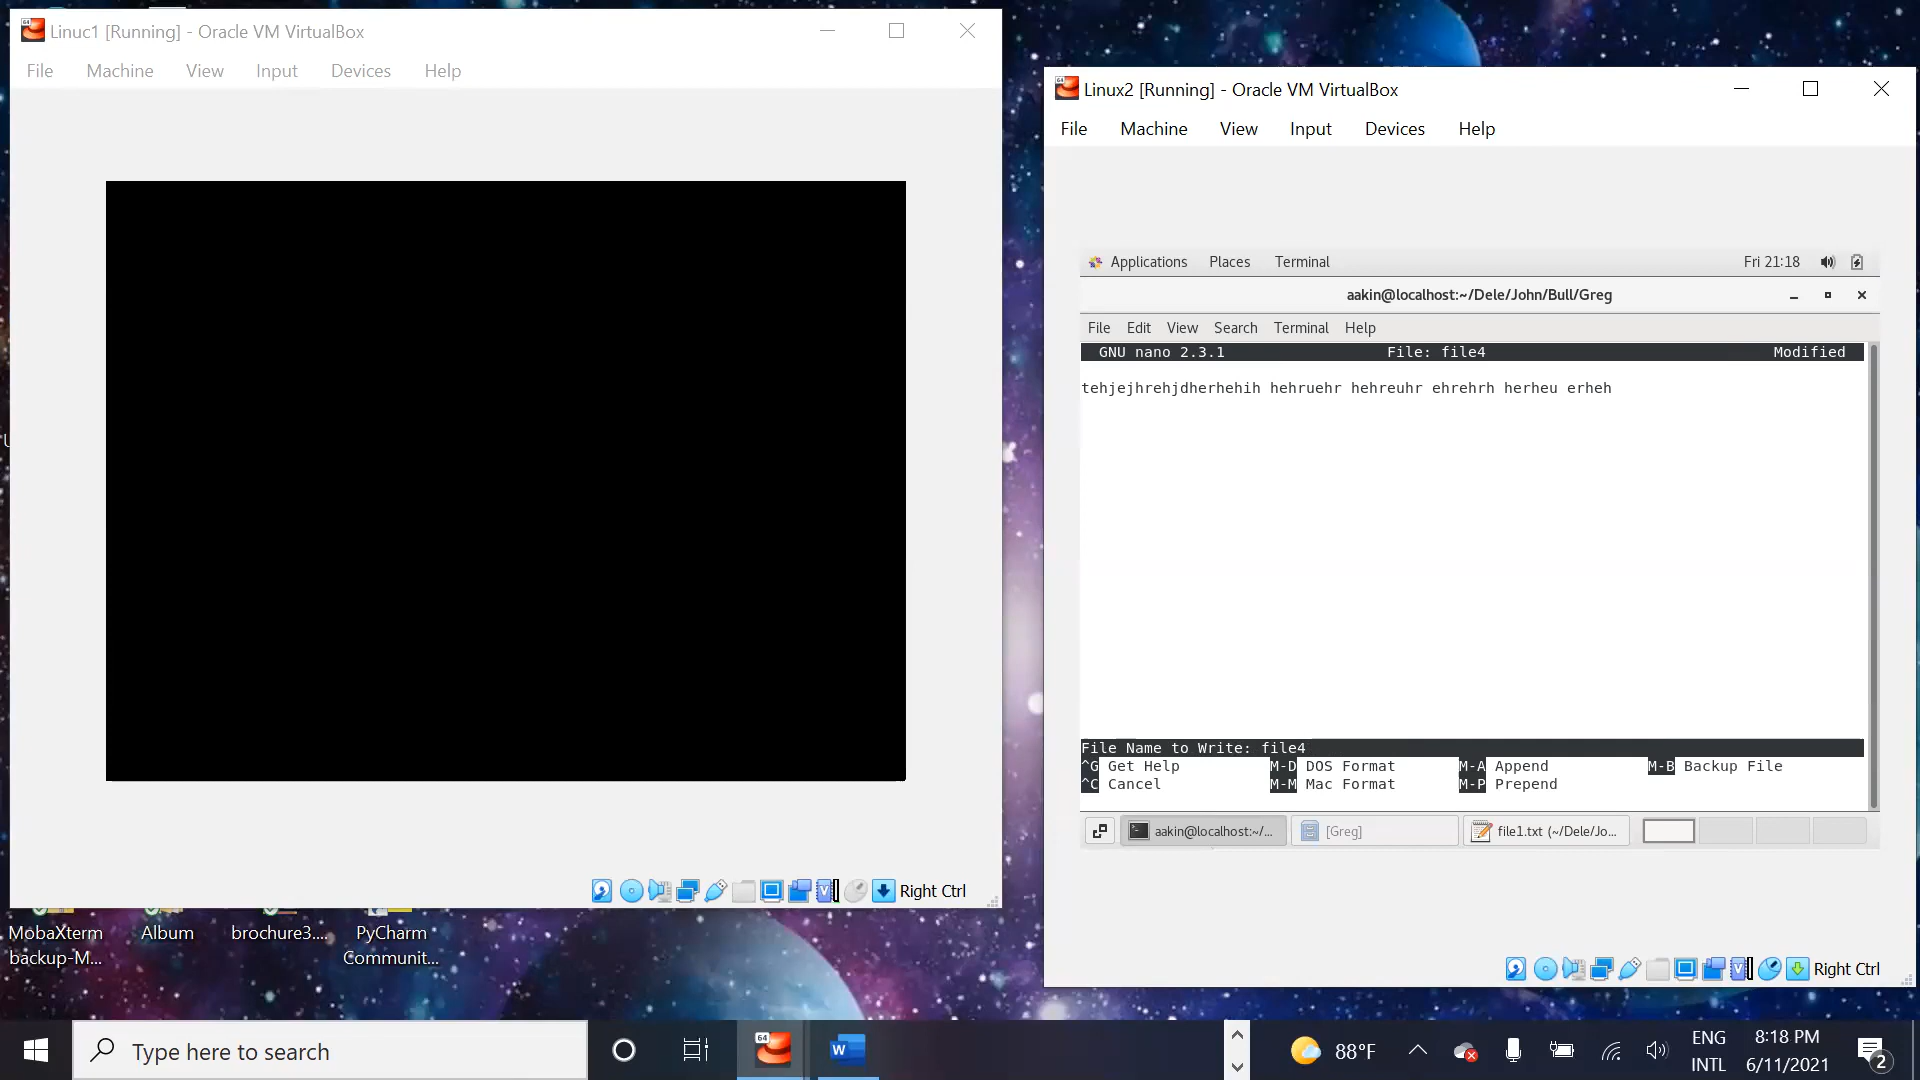 Linuc1 [Running] - Oracle VM VirtualBox
File Machine View Input Devices Help
Right Ctrl
MobaXterm backup-M...
Album
brochure3....
PyCharm Communit...
Linux2 [Running] - Oracle VM VirtualBox
File Machine View Input Devices Help
Applications Places Terminal Fri 21:18
aakin@localhost:~/Dele/John/Bull/Greg
File Edit View Search Terminal Help
GNU nano 2.3.1 File: file4 Modified
tehjejhrehjdherhehih hehruehr hehreuhr ehrehrh herheu erheh
File Name to Write: file4
^G Get Help M-D DOS Format M-A Append M-B Backup File
^C Cancel M-M Mac Format M-P Prepend
aakin@localhost:~/... [Greg] file1.txt (~/Dele/Jo...
Right Ctrl
Type here to search
64
W
88°F
ENG
INTL
8:18 PM
6/11/2021
2